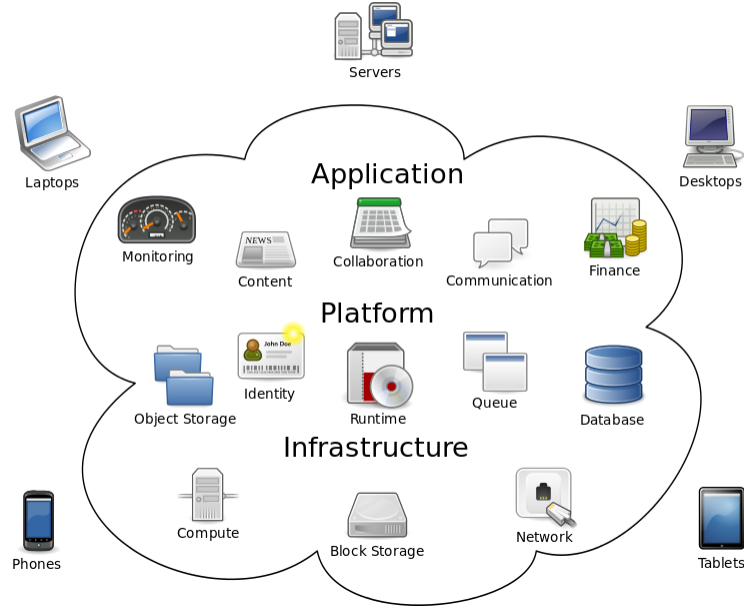 Servers
Laptops
Desktops
Application
Monitoring
NEWS
Content
Collaboration
Communication
Finance
Platform
Object Storage
John Doe
Identity
Runtime
Queue
Database
Infrastructure
Compute
Block Storage
Network
Phones
Tablets